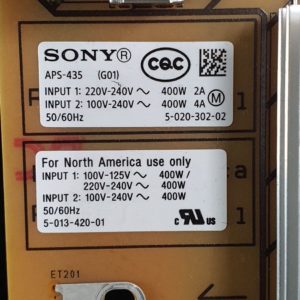 SONY®
CQC
APS-435 (G01)
INPUT 1 : 220V-240V ~ 400W 2A
INPUT 2 : 100V-240V ~ 400W 4A Ⓜ
50/60Hz 5-020-302-02
For North America use only
INPUT 1: 100V-125V ~ 400W /
220V-240V ~ 400W
INPUT 2: 100V-240V ~ 400W
50/60Hz
5-013-420-01
c RU us
ET201